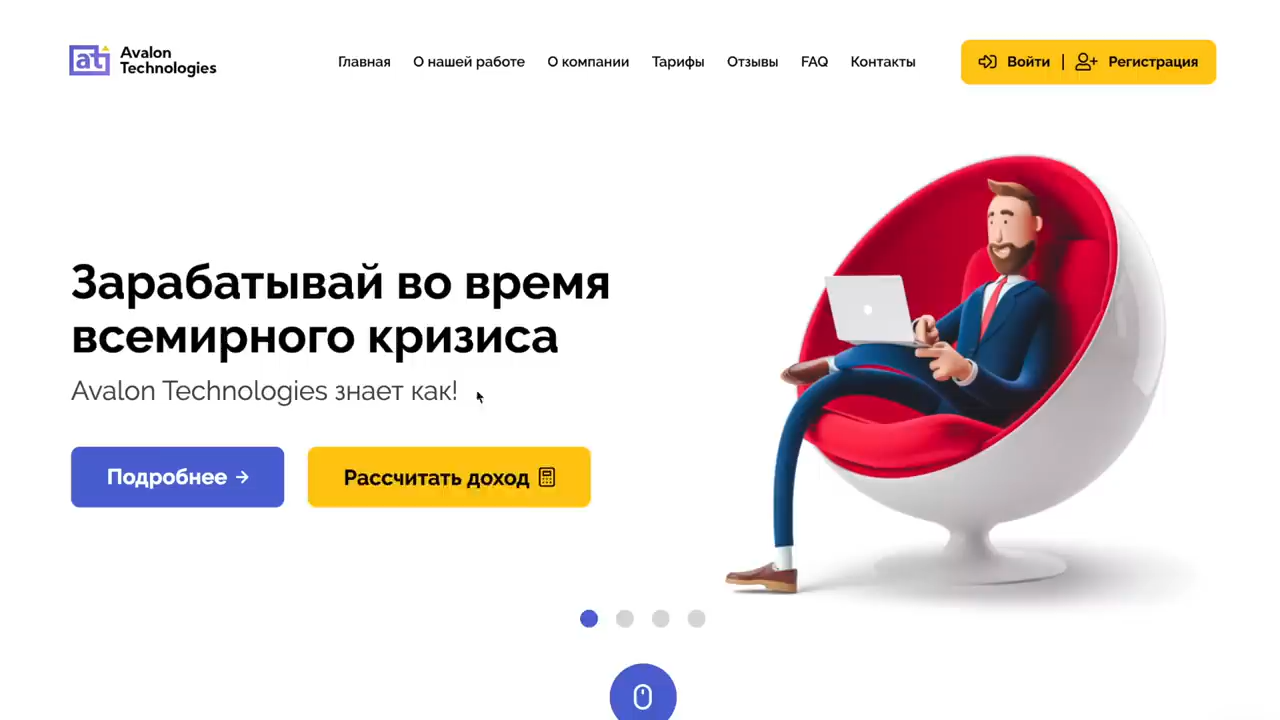 at
Avalon
Technologies
Главная О нашей работе О компании Тарифы Отзывы FAQ Контакты
Войти | Регистрация
Зарабатывай во время
всемирного кризиса
Avalon Technologies знает как!
Подробнее →
Рассчитать доход